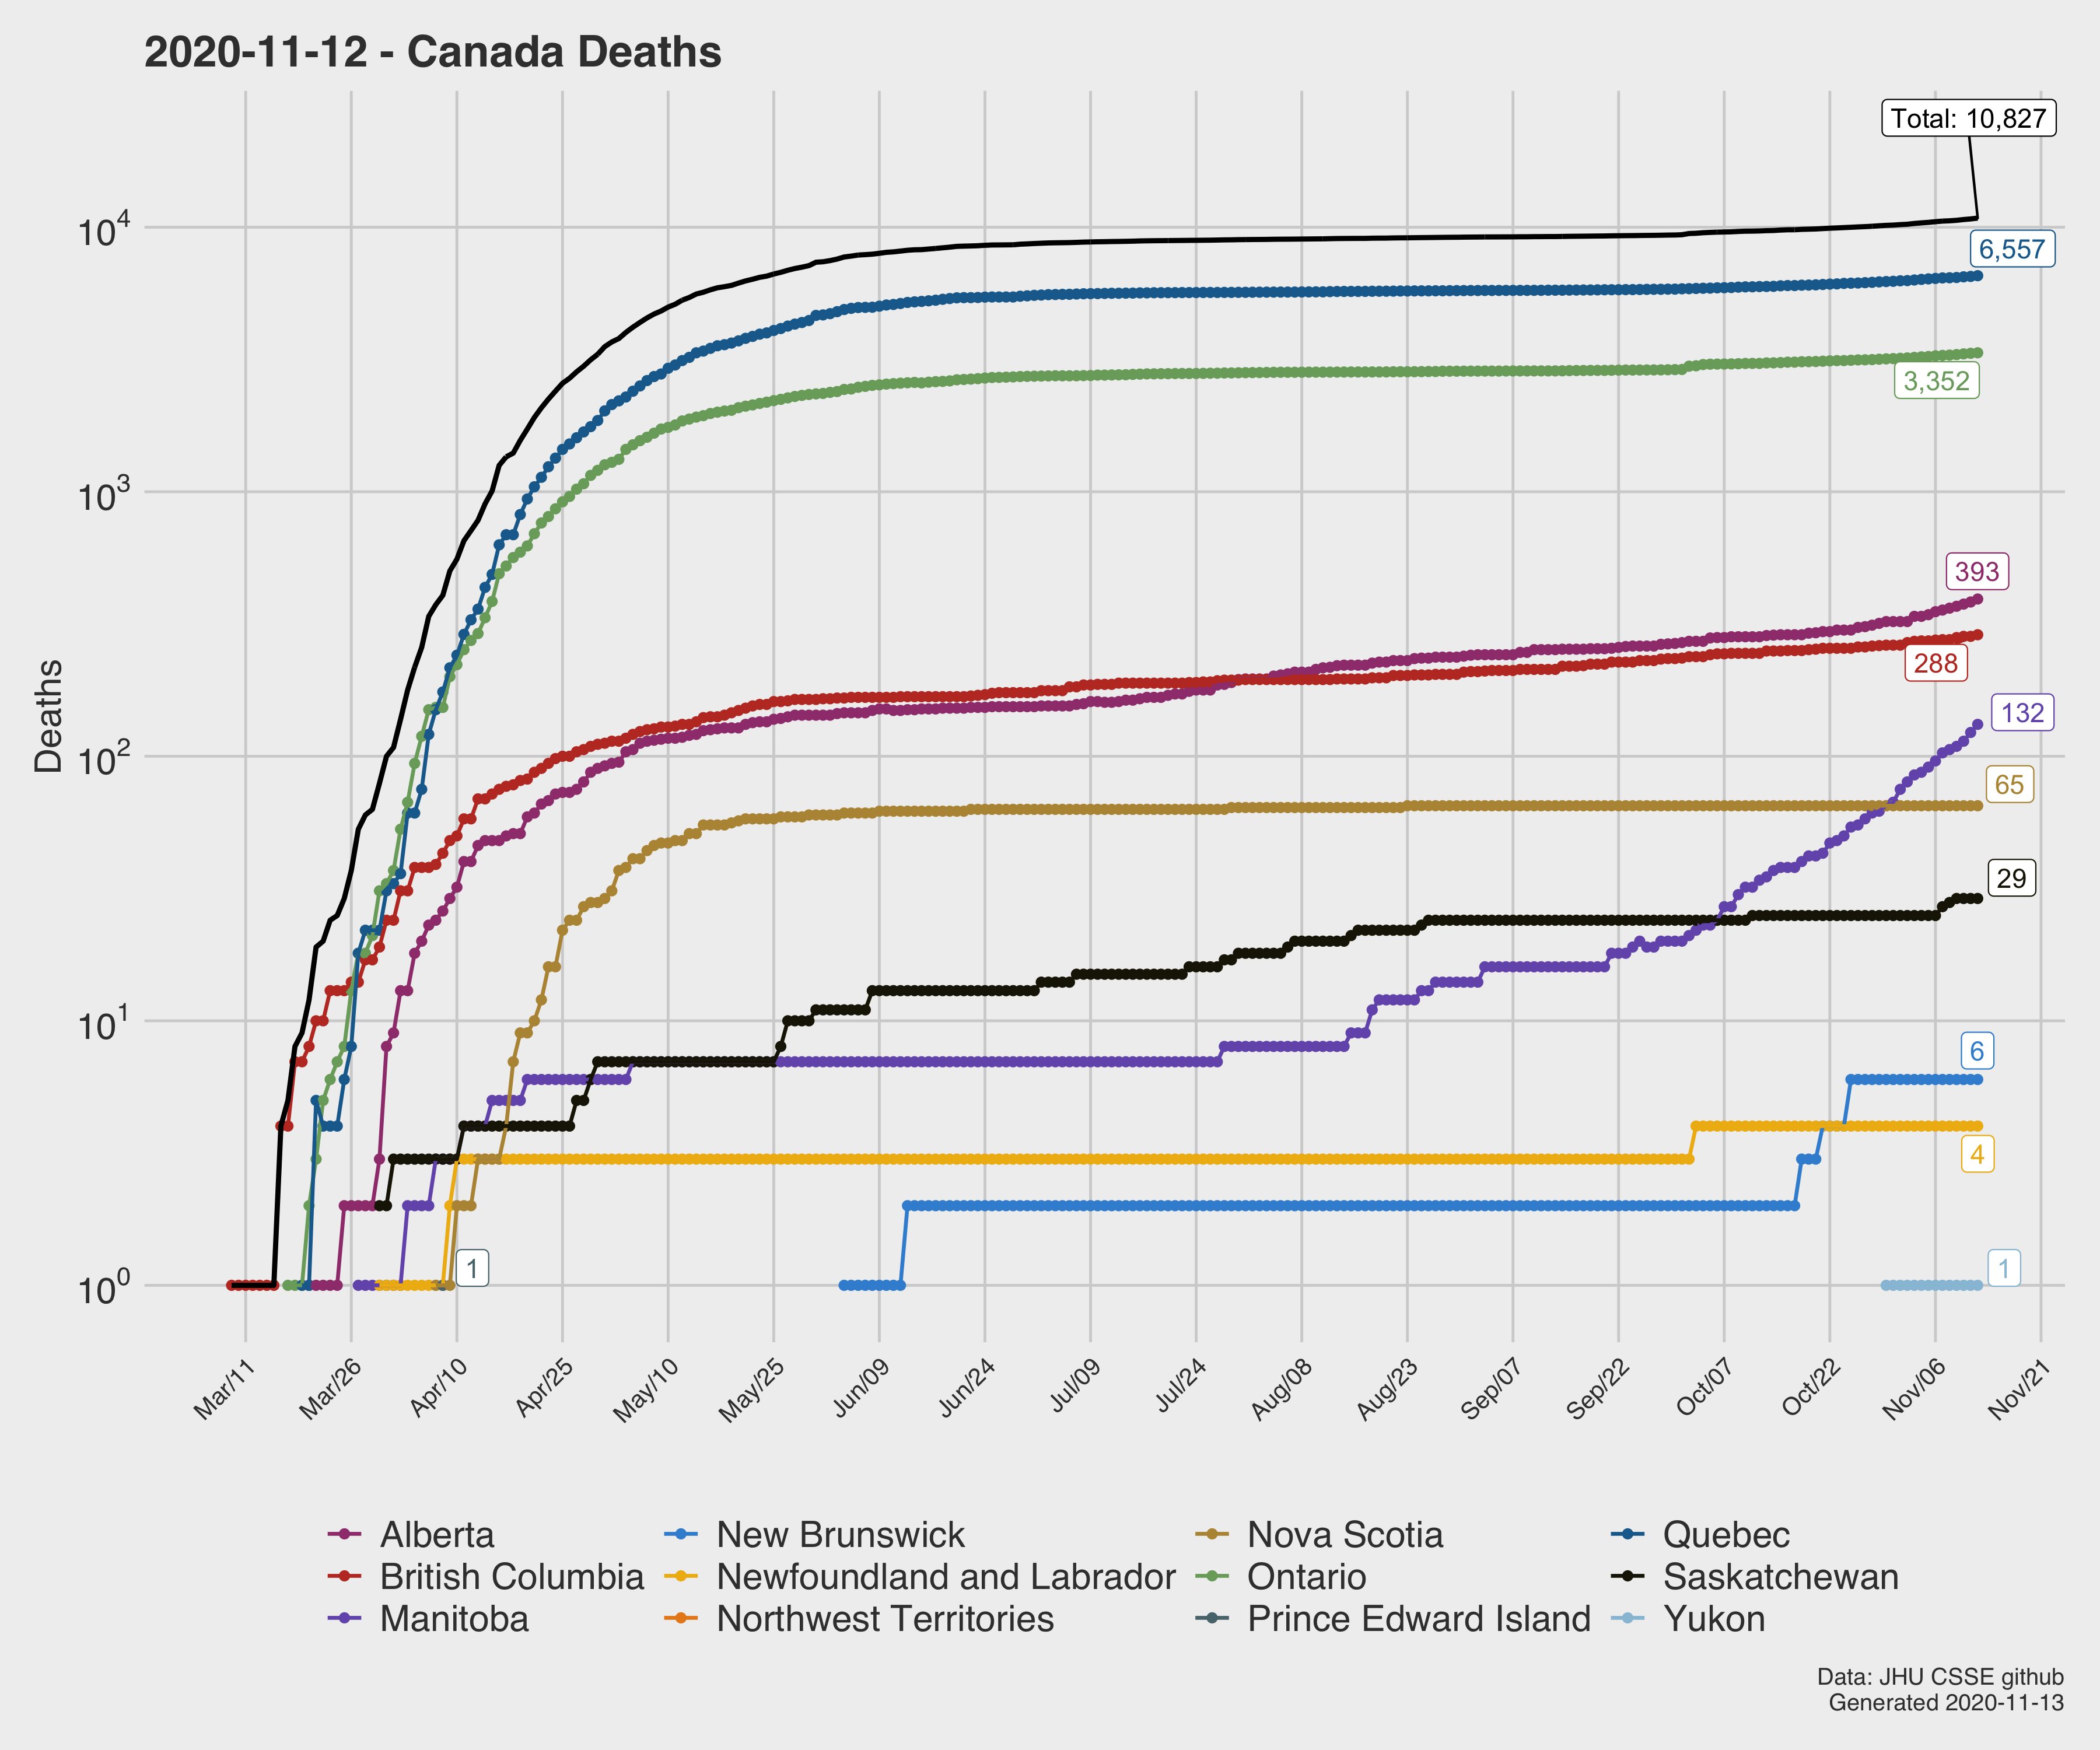 2020-11-12 - Canada Deaths
Total: 10,827
10^4
6,557
3,352
10^3
393
288
132
10^2
65
29
10^1
6
4
1
1
10^0
Deaths
Mar/11
Mar/26
Apr/10
Apr/25
May/10
May/25
Jun/09
Jun/24
Jul/09
Jul/24
Aug/08
Aug/23
Sep/07
Sep/22
Oct/07
Oct/22
Nov/06
Nov/21
Alberta
New Brunswick
Nova Scotia
Quebec
British Columbia
Newfoundland and Labrador
Ontario
Saskatchewan
Manitoba
Northwest Territories
Prince Edward Island
Yukon
Data: JHU CSSE github
Generated 2020-11-13